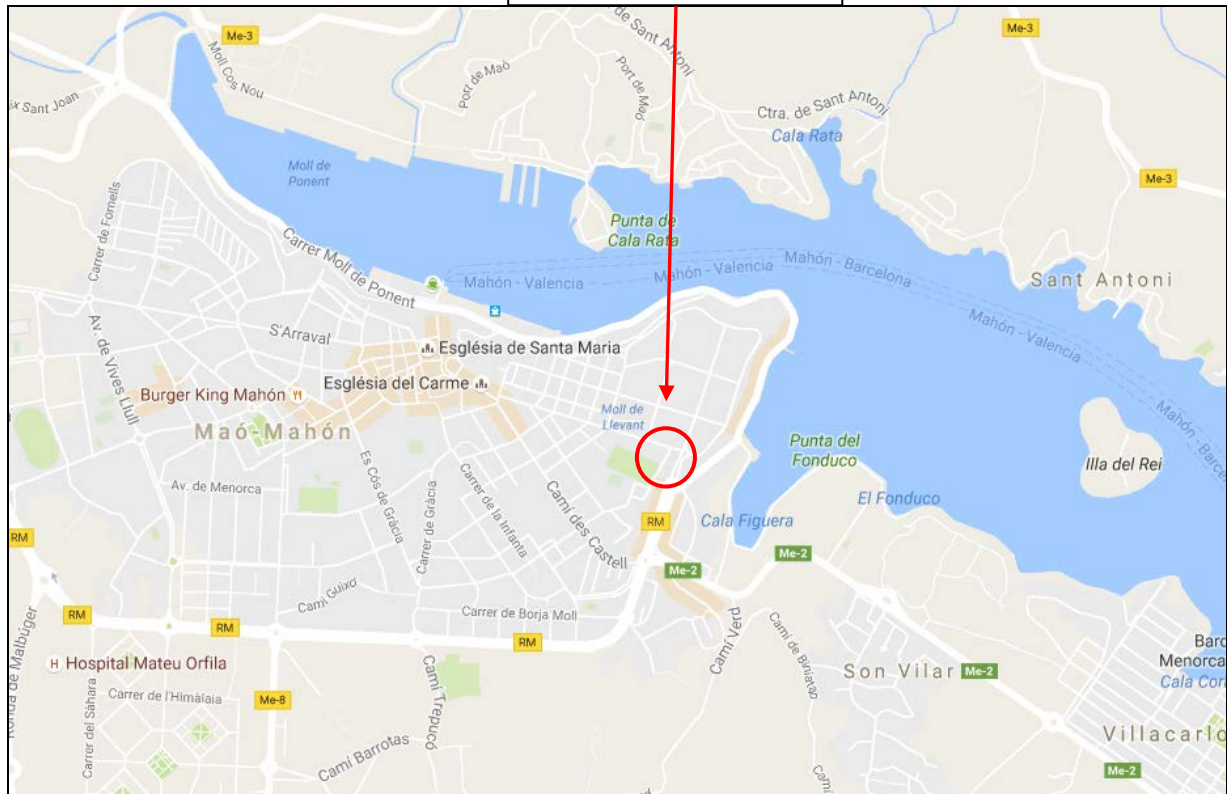 Me-3
de Sant Antoni
Me-3
Moll Cos Nou
Port de Maó
Port de Maó
Sant Joan
Ctra. de Sant Antoni
Cala Rata
Moll de
Ponent
Me-3
Carrer de Fornells
Punta de
Cala Rata
Carrer Moll de Ponent
Mahón - Valencia
Mahón - Valencia
Mahón - Barcelona
Sant Antoni
Mahón - Valencia
S'Arraval
Av. de Vives Llull
Església de Santa Maria
Església del Carme
Burger King Mahón
Moll de
Llevant
Mahón - Barce
Maó-Mahón
Punta del
Fonduco
Illa del Rei
Es Cós de Gràcia
Av. de Menorca
Carrer de Gràcia
Carrer de la Infanta
Camí des Castell
El Fonduco
RM
Cala Figuera
RM
Me-2
Me-2
Camí Guixó
Carrer de Borja Moll
RM
RM
RM
Camí Verd
Camí de Biniatap
Ronda de Malbúger
H Hospital Mateu Orfila
Son Vilar
Me-2
Barc
Menorca
Cala Cor
Carrer de l'Himàlaia
Me-8
Carrer del Sàhara
Camí Trepucó
Camí Barrotas
Villacarlo
Me-2